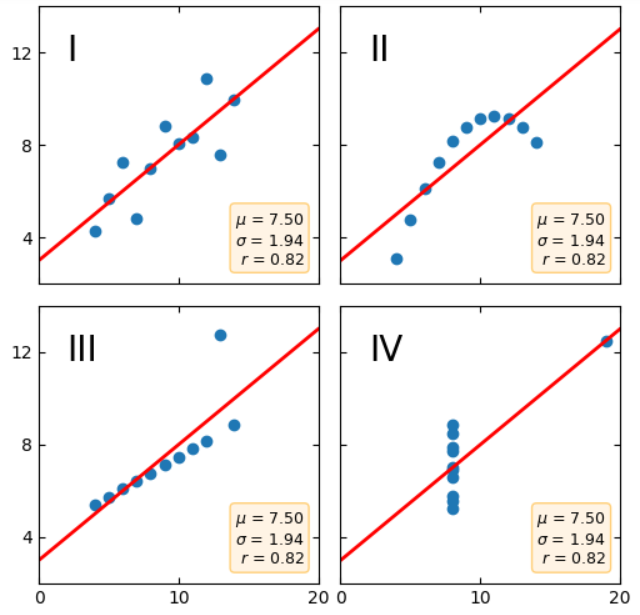 I
12
8
4
μ = 7.50
σ = 1.94
r = 0.82
II
μ = 7.50
σ = 1.94
r = 0.82
III
12
8
4
μ = 7.50
σ = 1.94
r = 0.82
0 10 20
IV
μ = 7.50
σ = 1.94
r = 0.82
0 10 20